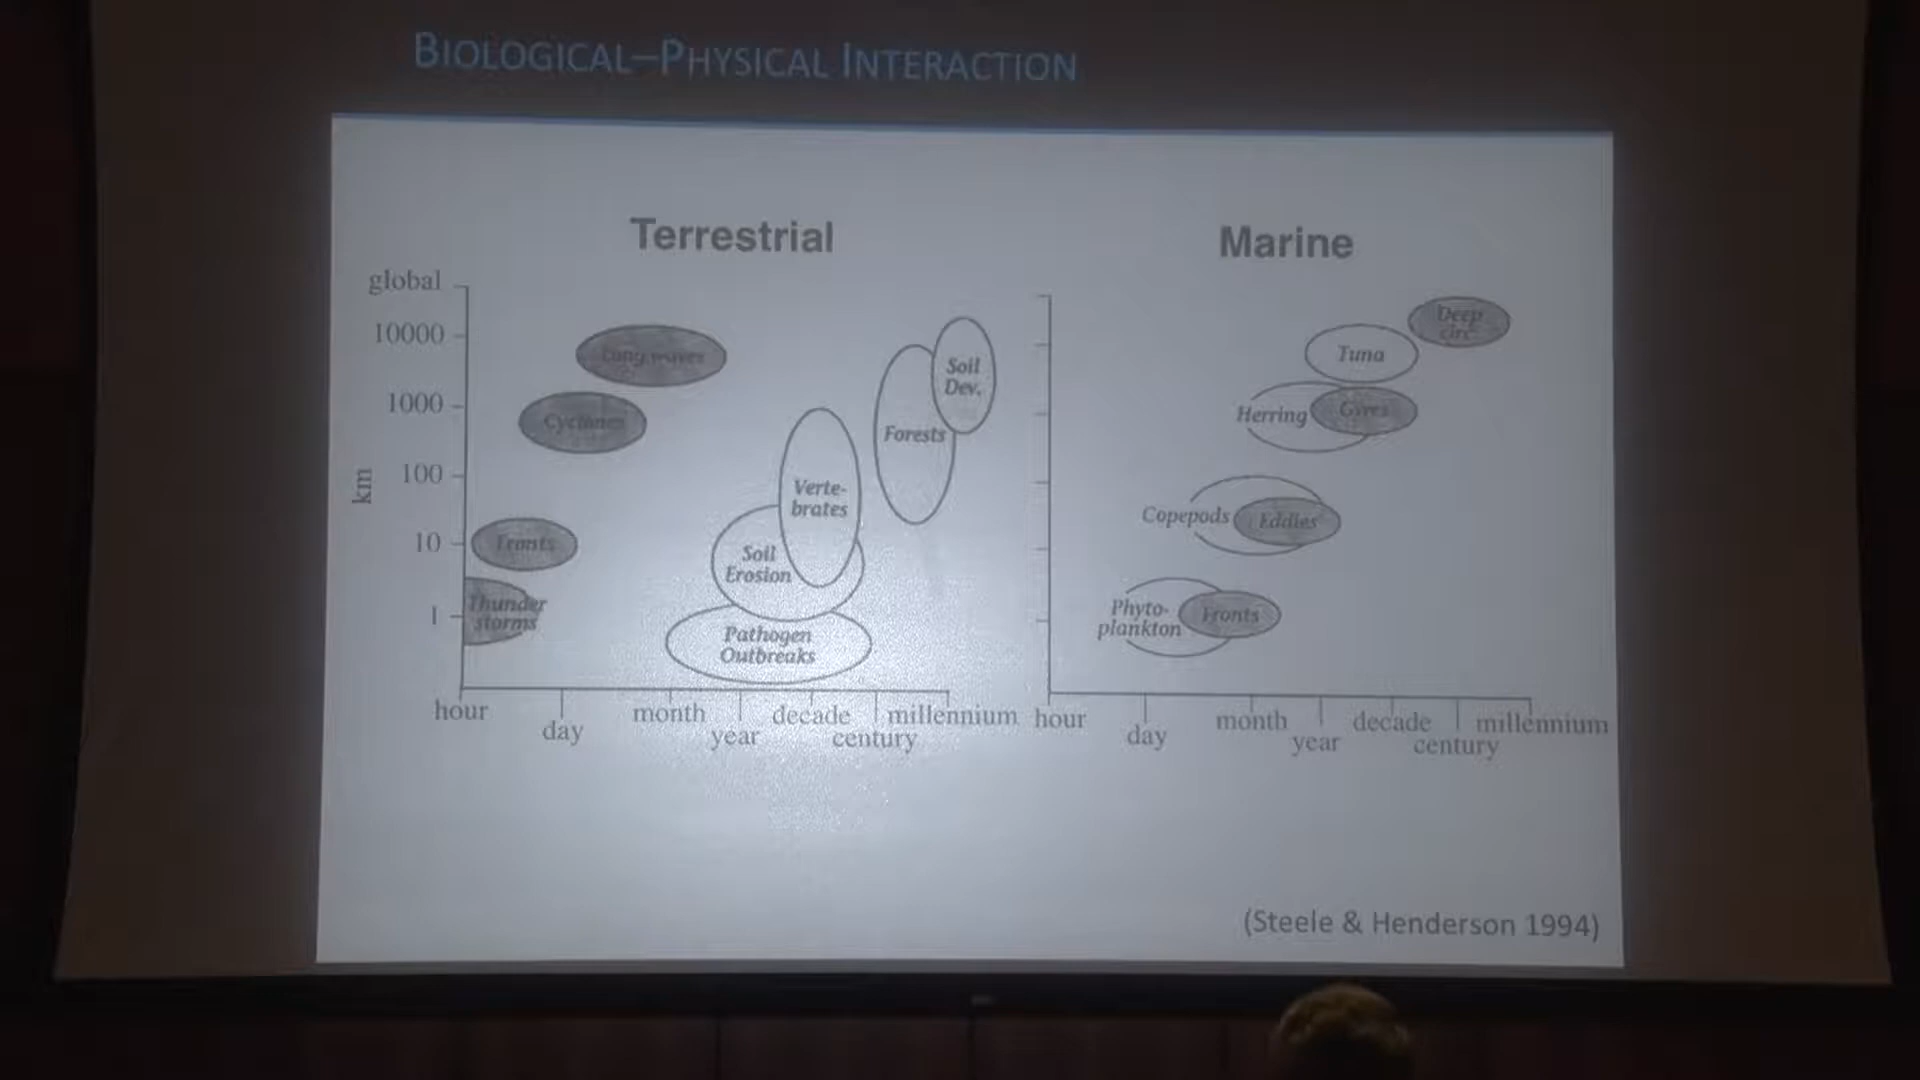 BIOLOGICAL–PHYSICAL INTERACTION
Terrestrial
Marine
global
10000
1000
100
10
1
km
Long waves
Cyclones
Fronts
Thunder
storms
Soil
Dev.
Forests
Verte-
brates
Soil
Erosion
Pathogen
Outbreaks
hour
day
month
year
decade
century
millennium
Deep
circ.
Tuna
Herring
Gyres
Copepods
Eddies
Phyto-
plankton
Fronts
hour
day
month
year
decade
century
millennium
(Steele & Henderson 1994)